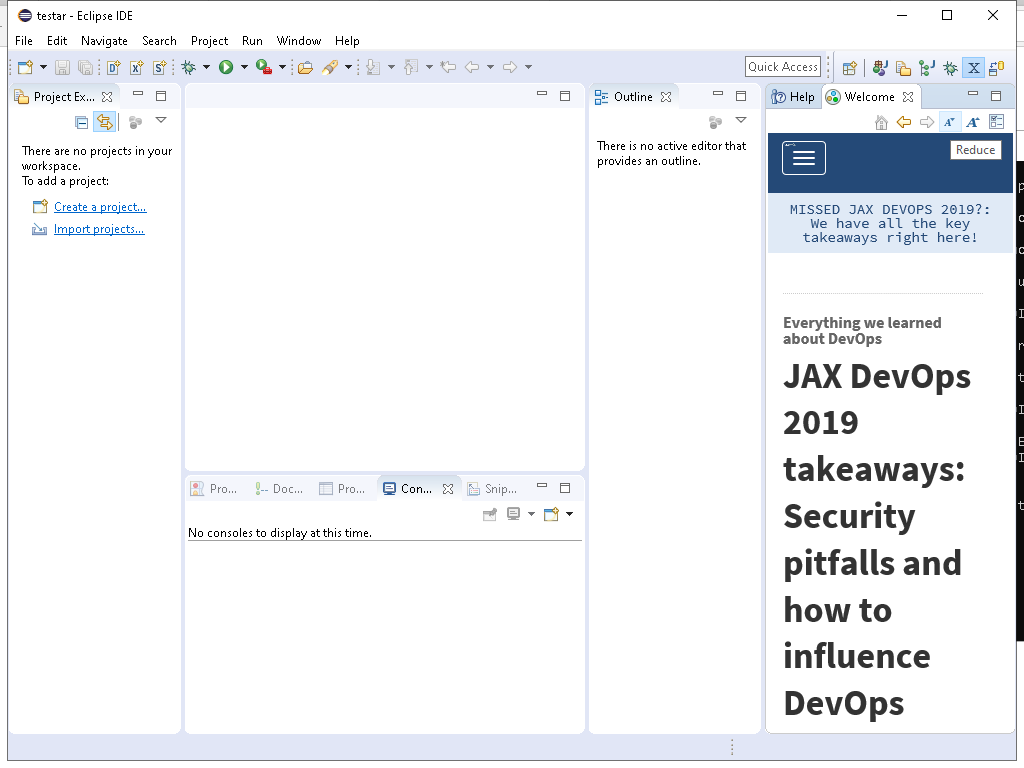 testar - Eclipse IDE
File Edit Navigate Search Project Run Window Help
Quick Access
Project Ex...
Outline
Help
Welcome
There are no projects in your
workspace.
To add a project:
Create a project...
Import projects...
There is no active editor that
provides an outline.
Reduce
MISSED JAX DEVOPS 2019?:
We have all the key
takeaways right here!
Everything we learned
about DevOps
JAX DevOps
2019
takeaways:
Security
pitfalls and
how to
influence
DevOps
Pro...
Doc...
Pro...
Con...
Snip...
No consoles to display at this time.